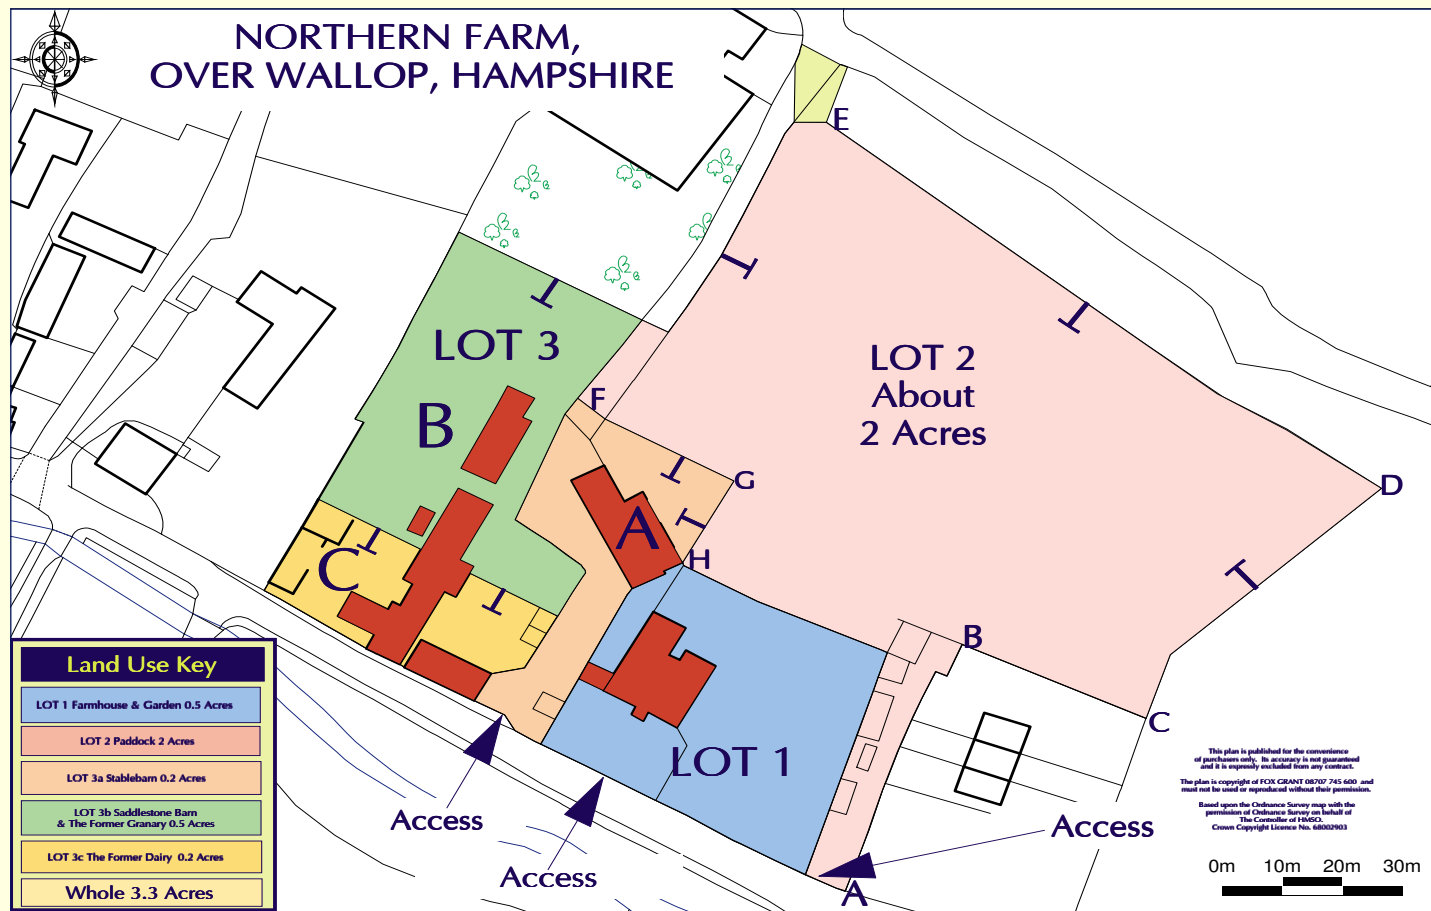 NORTHERN FARM,
OVER WALLOP, HAMPSHIRE
E
LOT 3
B
LOT 2
About
2 Acres
F
G
D
A
H
C
B
C
LOT 1
Access
Access
Access
A
Land Use Key
LOT 1 Farmhouse & Garden 0.5 Acres
LOT 2 Paddock 2 Acres
LOT 3a Stablebarn 0.2 Acres
LOT 3b Saddlestone Barn
& The Former Granary 0.5 Acres
LOT 3c The Former Dairy 0.2 Acres
Whole 3.3 Acres
This plan is published for the convenience
of purchasers only. Its accuracy is not guaranteed
and it is expressly excluded from any contract.
The plan is copyright of FOX GRANT 08707 745 600 and
must not be used or reproduced without their permission.
Based upon the Ordnance Survey map with the
permission of Ordnance Survey on behalf of
The Controller of HMSO.
Crown Copyright Licence No. 68002903
0m 10m 20m 30m